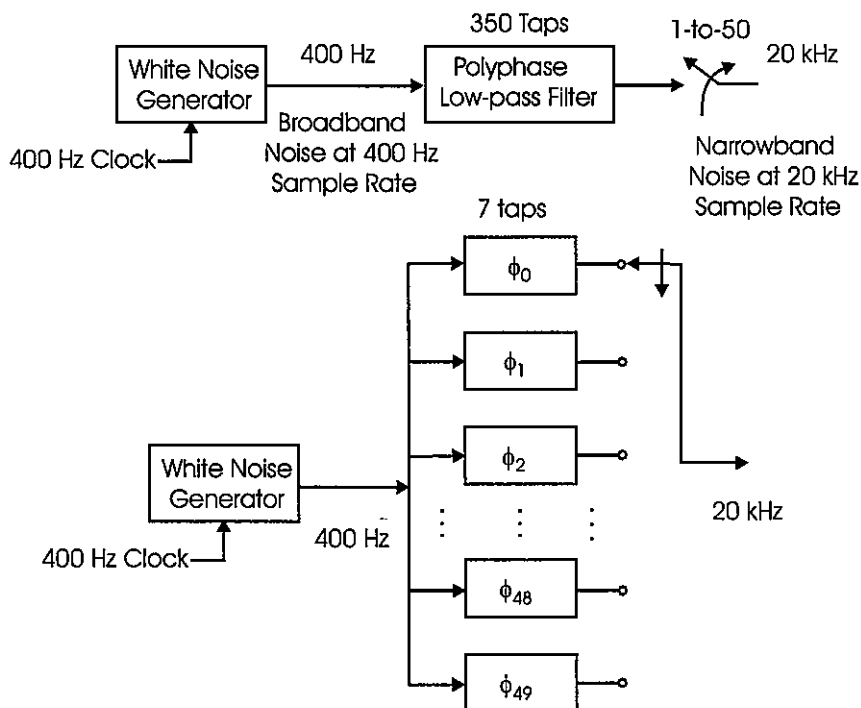 350 Taps
1-to-50
400 Hz
20 kHz
White Noise
Generator
Polyphase
Low-pass Filter
400 Hz Clock
Broadband
Noise at 400 Hz
Sample Rate
Narrowband
Noise at 20 kHz
Sample Rate
7 taps
ϕ0
ϕ1
ϕ2
White Noise
Generator
400 Hz
20 kHz
400 Hz Clock
ϕ48
ϕ49